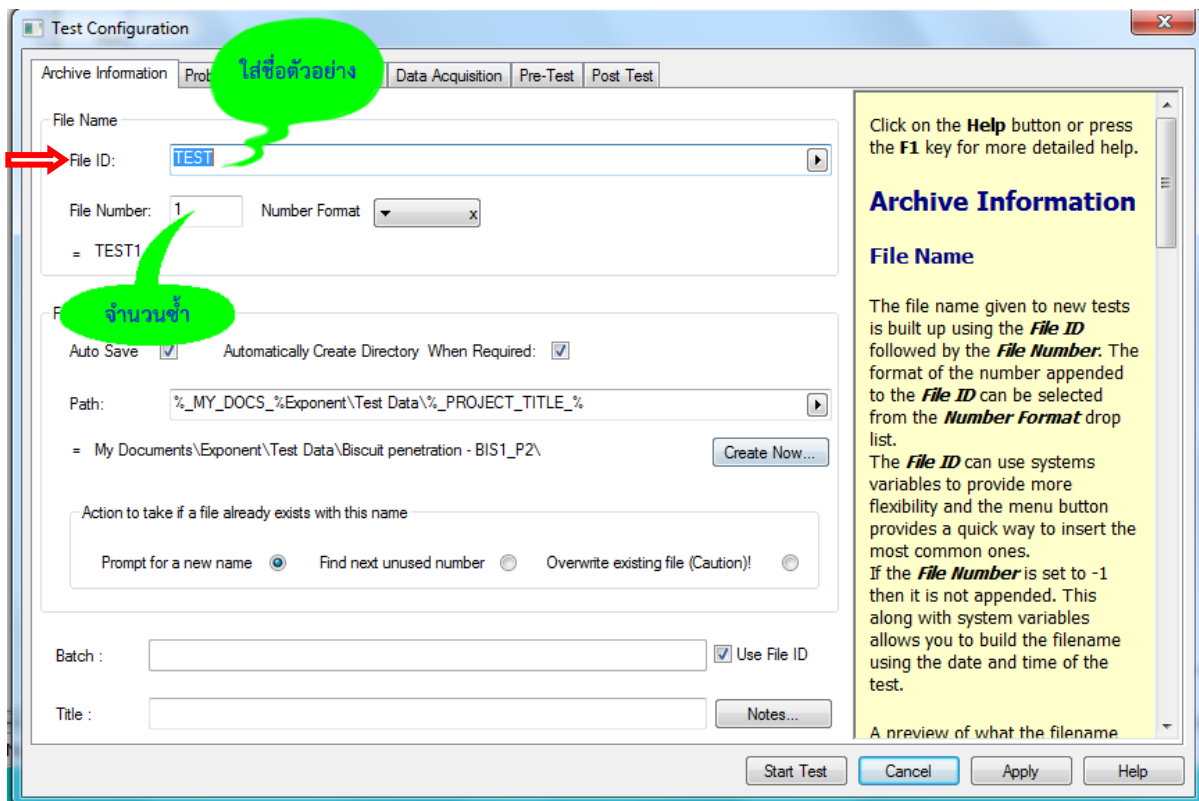 Test Configuration
Archive Information
ใส่ชื่อตัวอย่าง
Data Acquisition
Pre-Test
Post Test
File Name
File ID:
TEST
File Number:
1
Number Format
x
= TEST1
จำนวนซ้ำ
Auto Save
Automatically Create Directory When Required:
Path:
%_MY_DOCS_%Exponent\Test Data\%_PROJECT_TITLE_%
= My Documents\Exponent\Test Data\Biscuit penetration - BIS1_P2\
Create Now...
Action to take if a file already exists with this name
Prompt for a new name
Find next unused number
Overwrite existing file (Caution)!
Batch :
Use File ID
Title :
Notes...
Click on the Help button or press
the F1 key for more detailed help.
Archive Information
File Name
The file name given to new tests
is built up using the File ID
followed by the File Number. The
format of the number appended
to the File ID can be selected
from the Number Format drop
list.
The File ID can use systems
variables to provide more
flexibility and the menu button
provides a quick way to insert the
most common ones.
If the File Number is set to -1
then it is not appended. This
along with system variables
allows you to build the filename
using the date and time of the
test.
A preview of what the filename
Start Test
Cancel
Apply
Help